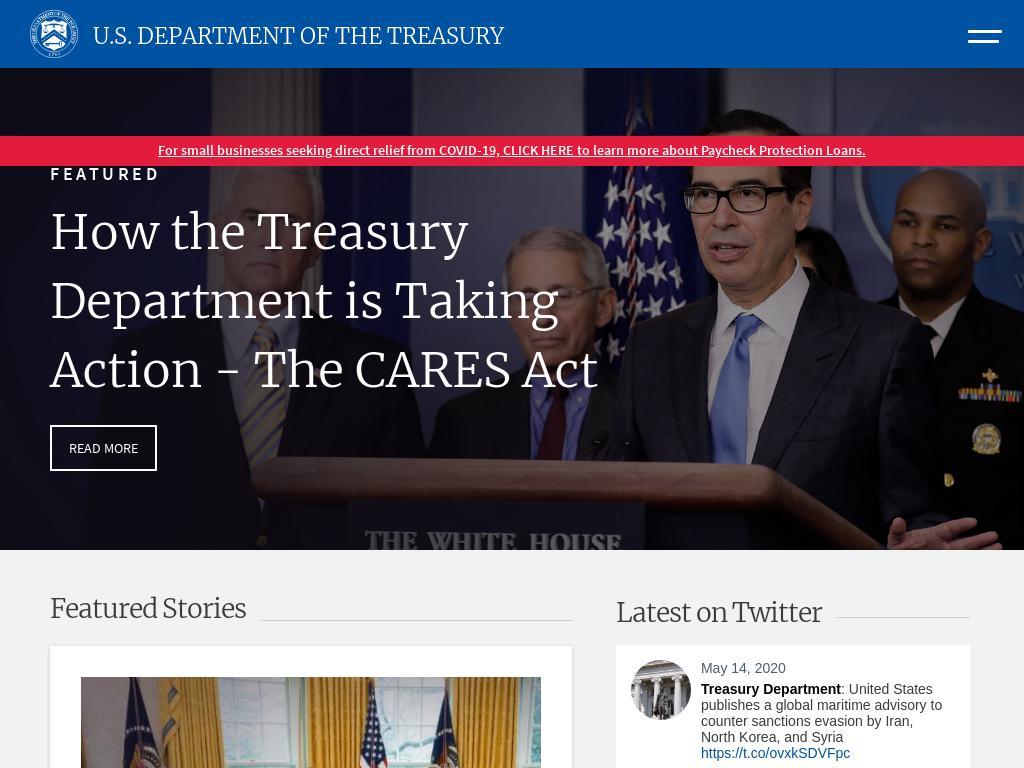 U.S. DEPARTMENT OF THE TREASURY
For small businesses seeking direct relief from COVID-19, CLICK HERE to learn more about Paycheck Protection Loans.
FEATURED
How the Treasury
Department is Taking
Action - The CARES Act
READ MORE
THE WHITE HOUSE
Featured Stories
Latest on Twitter
May 14, 2020
Treasury Department: United States
publishes a global maritime advisory to
counter sanctions evasion by Iran,
North Korea, and Syria
https://t.co/ovxkSDVFpc